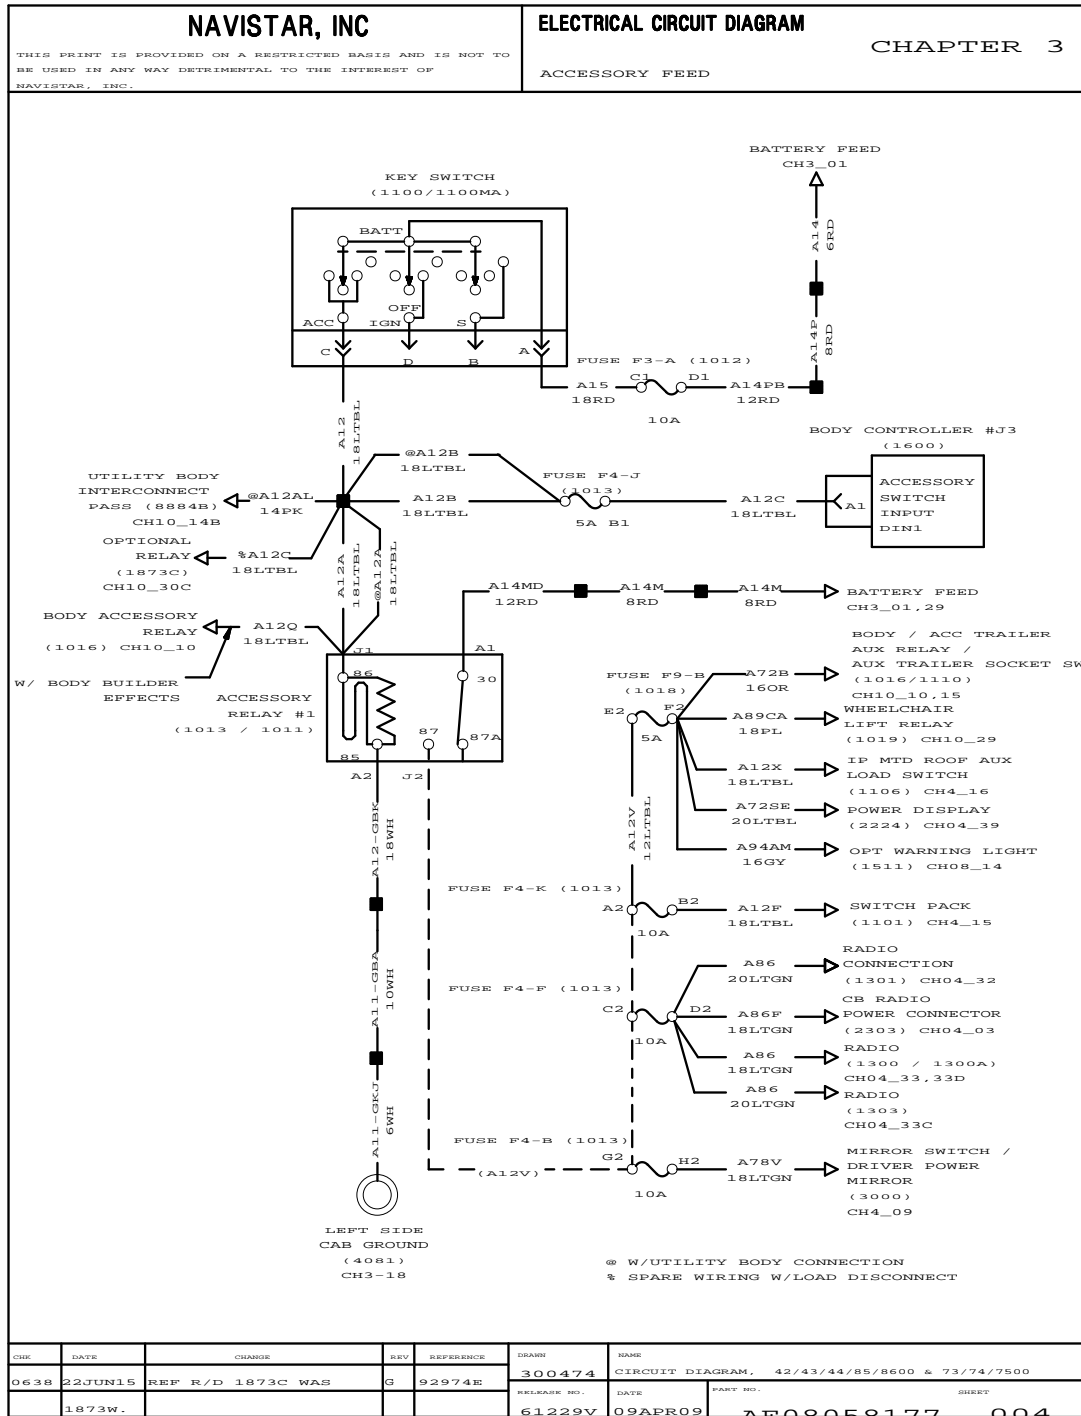 NAVISTAR, INC
THIS PRINT IS PROVIDED ON A RESTRICTED BASIS AND IS NOT TO
BE USED IN ANY WAY DETRIMENTAL TO THE INTEREST OF
NAVISTAR, INC.
ELECTRICAL CIRCUIT DIAGRAM
CHAPTER 3
ACCESSORY FEED
BATTERY FEED
CH3_01
KEY SWITCH
(1100/1100MA)
A14
6RD
BATT
OFF
ACC
IGN
S
C
D
B
A
A14P
8RD
FUSE F3-A (1012)
C1
D1
A15
18RD
10A
A14PB
12RD
A12
18LTBL
BODY CONTROLLER #J3
(1600)
@A12B
18LTBL
UTILITY BODY
INTERCONNECT
PASS (8884B)
CH10_14B
@A12AL
14PK
A12B
18LTBL
FUSE F4-J
(1013)
5A B1
A12C
18LTBL
A1
ACCESSORY
SWITCH
INPUT
DIN1
OPTIONAL
RELAY
(1873C)
CH10_30C
%A12C
18LTBL
A12A
18LTBL
@A12A
18LTBL
A14MD
12RD
A14M
8RD
A14M
8RD
BATTERY FEED
CH3_01,29
BODY ACCESSORY
RELAY
(1016) CH10_10
A12Q
18LTBL
J1
A1
W/ BODY BUILDER
EFFECTS
ACCESSORY
RELAY #1
(1013 / 1011)
86
30
87
87A
85
A2
J2
FUSE F9-B
(1018)
E2
F2
5A
A72B
16OR
BODY / ACC TRAILER
AUX RELAY /
AUX TRAILER SOCKET SW
(1016/1110)
CH10_10,15
A89CA
18PL
WHEELCHAIR
LIFT RELAY
(1019) CH10_29
A12X
18LTBL
IP MTD ROOF AUX
LOAD SWITCH
(1106) CH4_16
A72SE
20LTBL
POWER DISPLAY
(2224) CH04_39
A94AM
16GY
OPT WARNING LIGHT
(1511) CH08_14
A12V
12LTBL
A12-GBK
18WH
FUSE F4-K (1013)
A2
B2
10A
A12F
18LTBL
SWITCH PACK
(1101) CH4_15
A11-GBA
10WH
FUSE F4-F (1013)
C2
D2
10A
A86
20LTGN
RADIO
CONNECTION
(1301) CH04_32
A86F
18LTGN
CB RADIO
POWER CONNECTOR
(2303) CH04_03
A86
18LTGN
RADIO
(1300 / 1300A)
CH04_33,33D
A86
20LTGN
RADIO
(1303)
CH04_33C
A11-GKJ
6WH
FUSE F4-B (1013)
G2
H2
(A12V)
10A
A78V
18LTGN
MIRROR SWITCH /
DRIVER POWER
MIRROR
(3000)
CH4_09
LEFT SIDE
CAB GROUND
(4081)
CH3-18
@ W/UTILITY BODY CONNECTION
% SPARE WIRING W/LOAD DISCONNECT
CHK DATE CHANGE REV REFERENCE
0638 22JUN15 REF R/D 1873C WAS G 92974E
1873W.
DRAWN
300474
NAME
CIRCUIT DIAGRAM, 42/43/44/85/8600 & 73/74/7500
RELEASE NO.
61229V
DATE
09APR09
PART NO.
AE08058177
SHEET
004